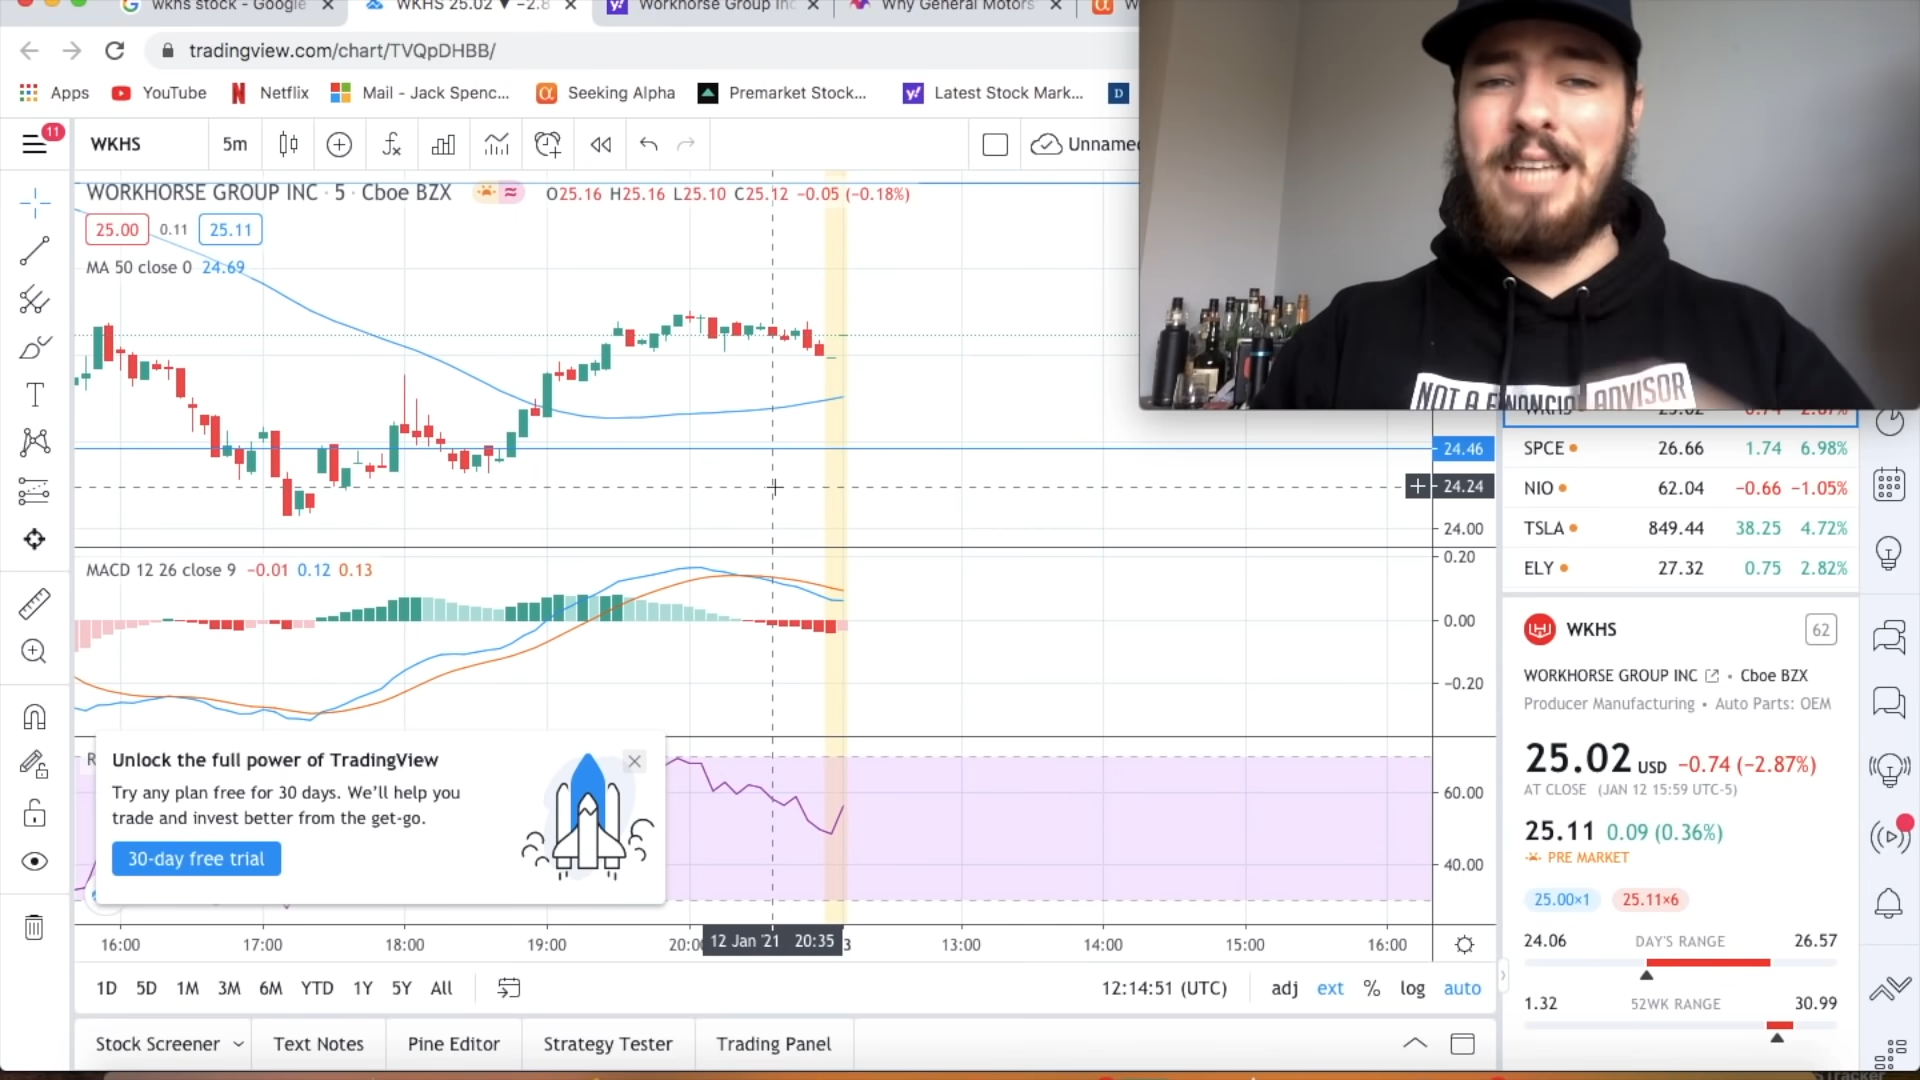 wkhs stock - Google
WKHS 25.02 ▼ −2.8
Workhorse Group Inc
Why General Motors
tradingview.com/chart/TVQpDHBB/
Apps YouTube Netflix Mail - Jack Spenc... Seeking Alpha Premarket Stock... Latest Stock Mark... D
11 WKHS 5m Unname
WORKHORSE GROUP INC · 5 · Cboe BZX O25.16 H25.16 L25.10 C25.12 −0.05 (−0.18%)
25.00 0.11 25.11
MA 50 close 0 24.69
NOT A FINANCIAL ADVISOR
24.46
24.24
24.00
SPCE 26.66 1.74 6.98%
NIO 62.04 −0.66 −1.05%
TSLA 849.44 38.25 4.72%
ELY 27.32 0.75 2.82%
MACD 12 26 close 9 −0.01 0.12 0.13
0.20
0.00
−0.20
Unlock the full power of TradingView
Try any plan free for 30 days. We'll help you
trade and invest better from the get-go.
30-day free trial
60.00
40.00
16:00 17:00 18:00 19:00 20:0 12 Jan '21 20:35 3 13:00 14:00 15:00 16:00
1D 5D 1M 3M 6M YTD 1Y 5Y All 12:14:51 (UTC) adj ext % log auto
Stock Screener Text Notes Pine Editor Strategy Tester Trading Panel
WKHS 62
WORKHORSE GROUP INC • Cboe BZX
Producer Manufacturing • Auto Parts: OEM
25.02 USD −0.74 (−2.87%)
AT CLOSE (JAN 12 15:59 UTC-5)
25.11 0.09 (0.36%)
PRE MARKET
25.00×1 25.11×6
24.06 DAY'S RANGE 26.57
1.32 52WK RANGE 30.99